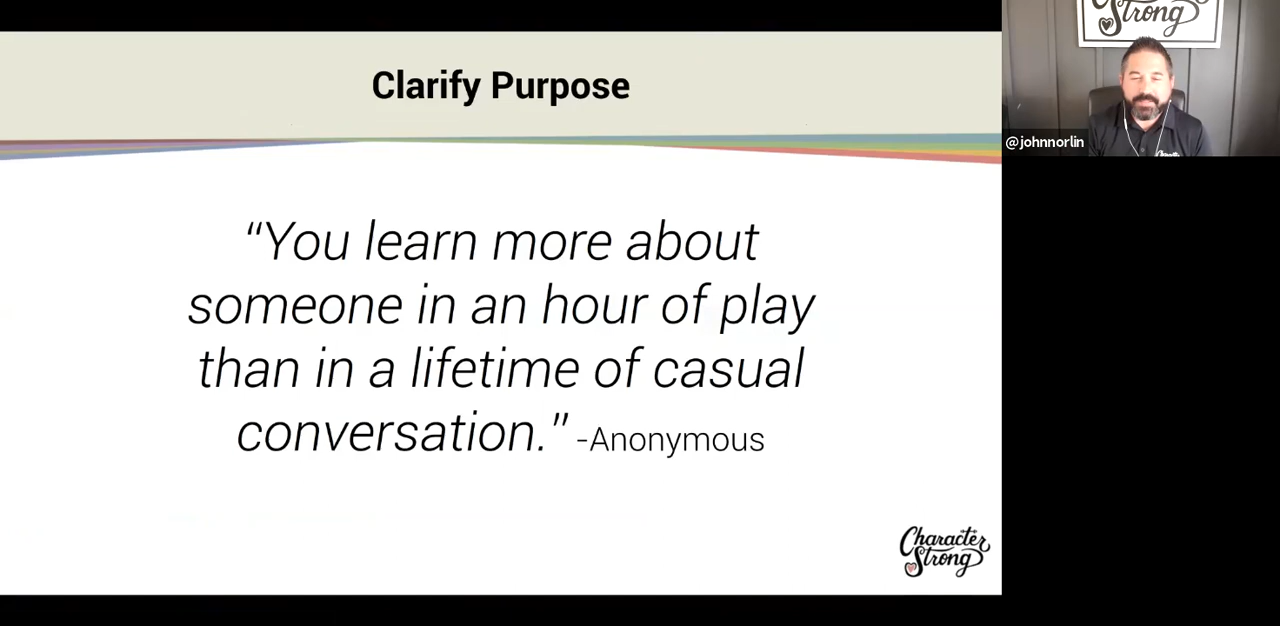 Clarify Purpose
“You learn more about
someone in an hour of play
than in a lifetime of casual
conversation.” -Anonymous
Character
Strong
Strong
@johnnorlin